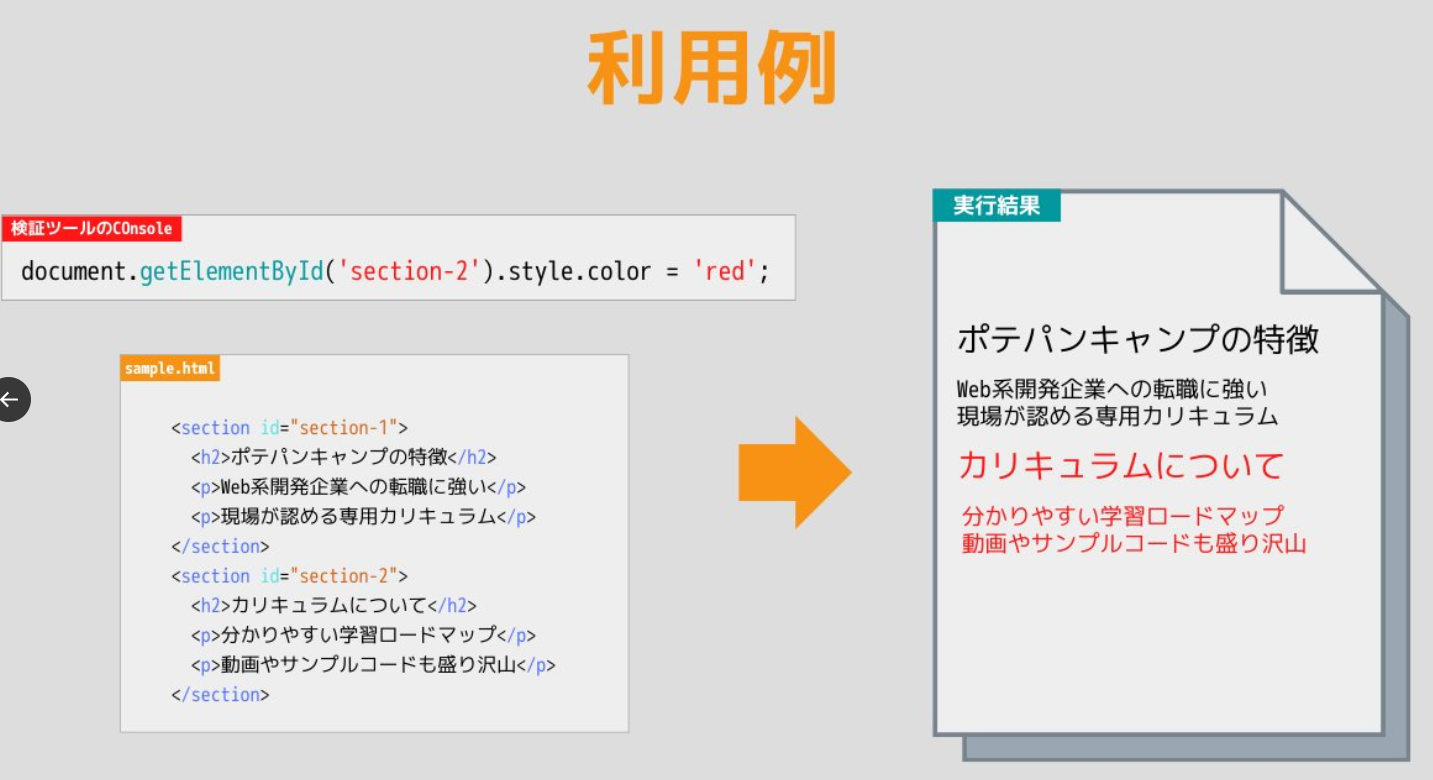 利用例
検証ツールのCOnsole
document.getElementById('section-2').style.color = 'red';
sample.html
<section id="section-1">
<h2>ポテパンキャンプの特徴</h2>
<p>Web系開発企業への転職に強い</p>
<p>現場が認める専用カリキュラム</p>
</section>
<section id="section-2">
<h2>カリキュラムについて</h2>
<p>分かりやすい学習ロードマップ</p>
<p>動画やサンプルコードも盛り沢山</p>
</section>
実行結果
ポテパンキャンプの特徴
Web系開発企業への転職に強い
現場が認める専用カリキュラム
カリキュラムについて
分かりやすい学習ロードマップ
動画やサンプルコードも盛り沢山